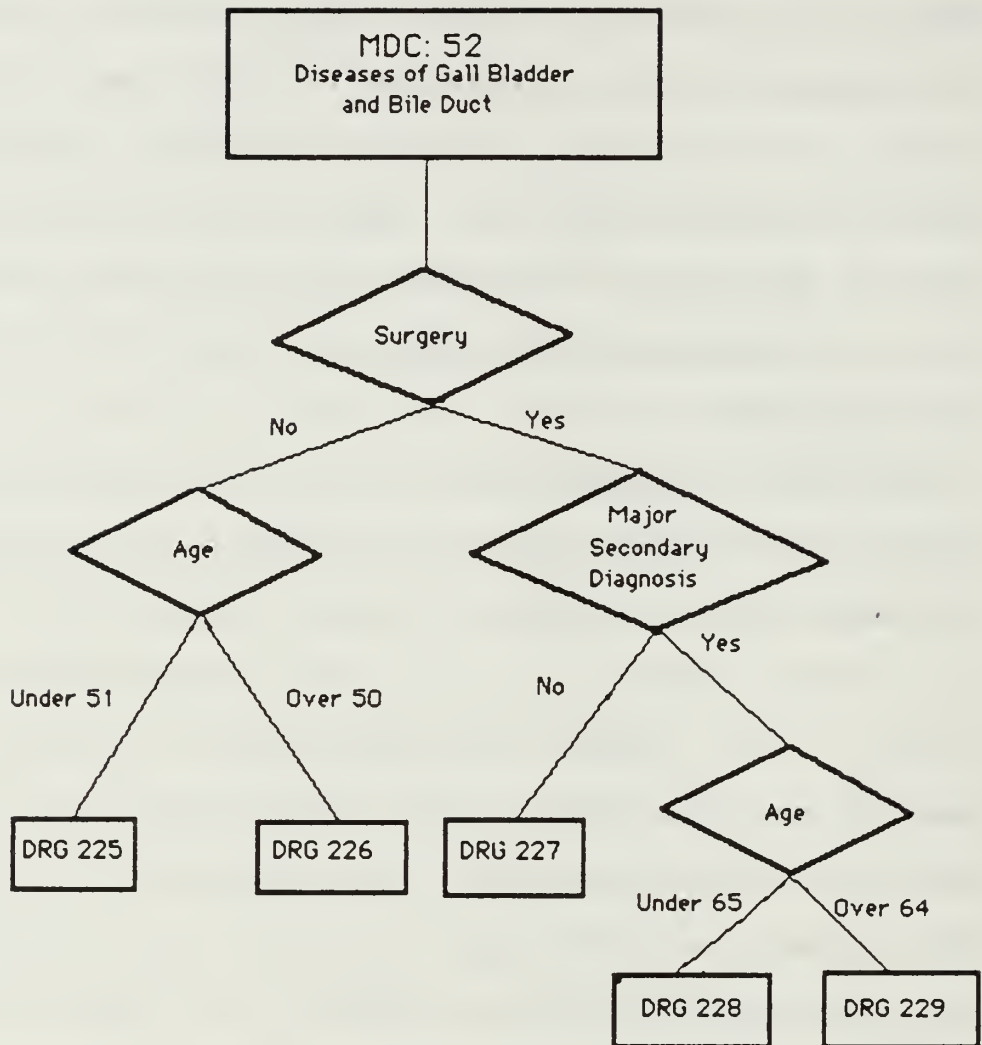 MDC: 52
Diseases of Gall Bladder
and Bile Duct
Surgery
No
Yes
Age
Major
Secondary
Diagnosis
Under 51
Over 50
No
Yes
DRG 225
DRG 226
DRG 227
Age
Under 65
Over 64
DRG 228
DRG 229